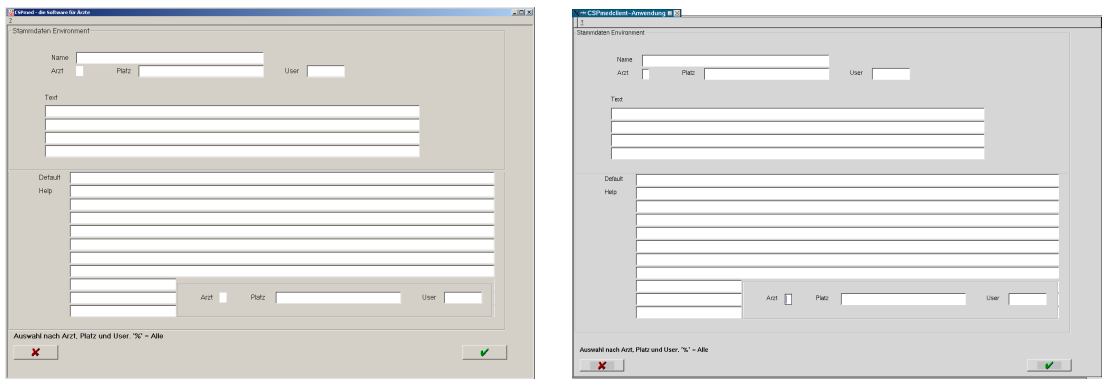 CSPmed - die Software für Ärzte
?
Stammdaten Environment
Name
Arzt Platz User
Text
Default
Help
Arzt Platz User
Auswahl nach Arzt, Platz und User. '%' = Alle
CSPmedclient-Anwendung
?
Stammdaten Environment
Name
Arzt Platz User
Text
Default
Help
Arzt Platz User
Auswahl nach Arzt, Platz und User. '%' = Alle